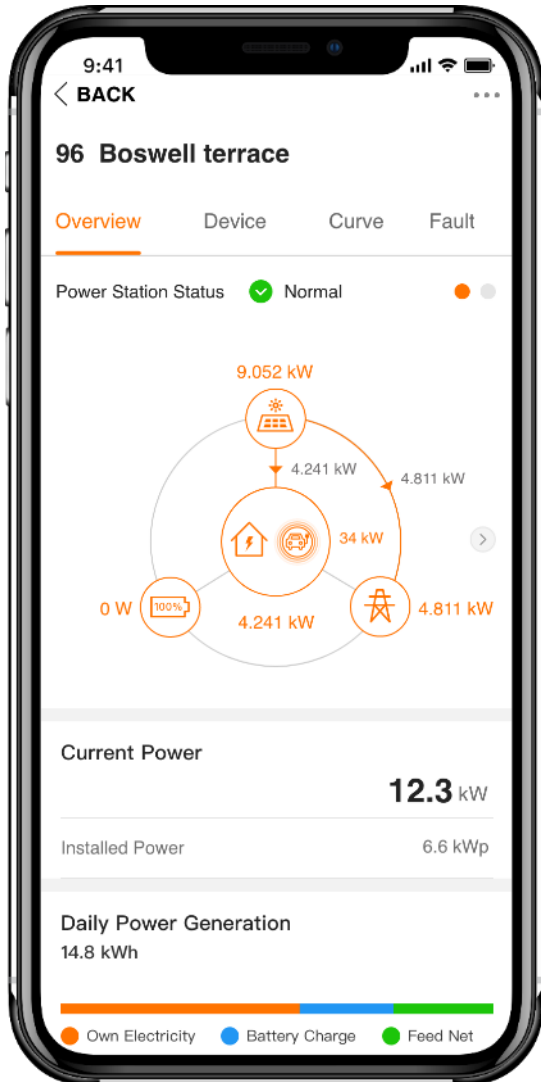 9:41
BACK
96 Boswell terrace
Overview Device Curve Fault
Power Station Status Normal
9.052 kW
4.241 kW
4.811 kW
34 kW
0 W
100%
4.241 kW
4.811 kW
Current Power
12.3 kW
Installed Power 6.6 kWp
Daily Power Generation
14.8 kWh
Own Electricity Battery Charge Feed Net